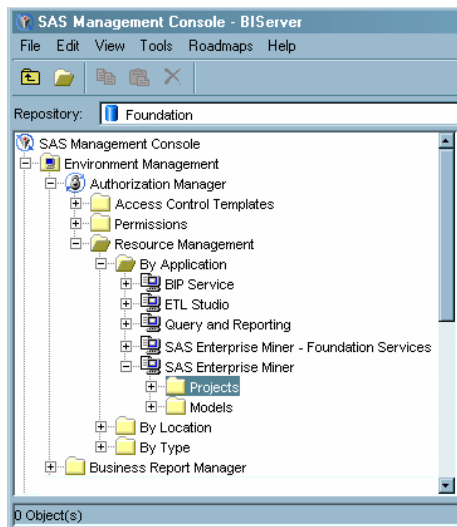 SAS Management Console - BIServer
File Edit View Tools Roadmaps Help
Repository: Foundation
SAS Management Console
Environment Management
Authorization Manager
Access Control Templates
Permissions
Resource Management
By Application
BIP Service
ETL Studio
Query and Reporting
SAS Enterprise Miner - Foundation Services
SAS Enterprise Miner
Projects
Models
By Location
By Type
Business Report Manager
0 Object(s)